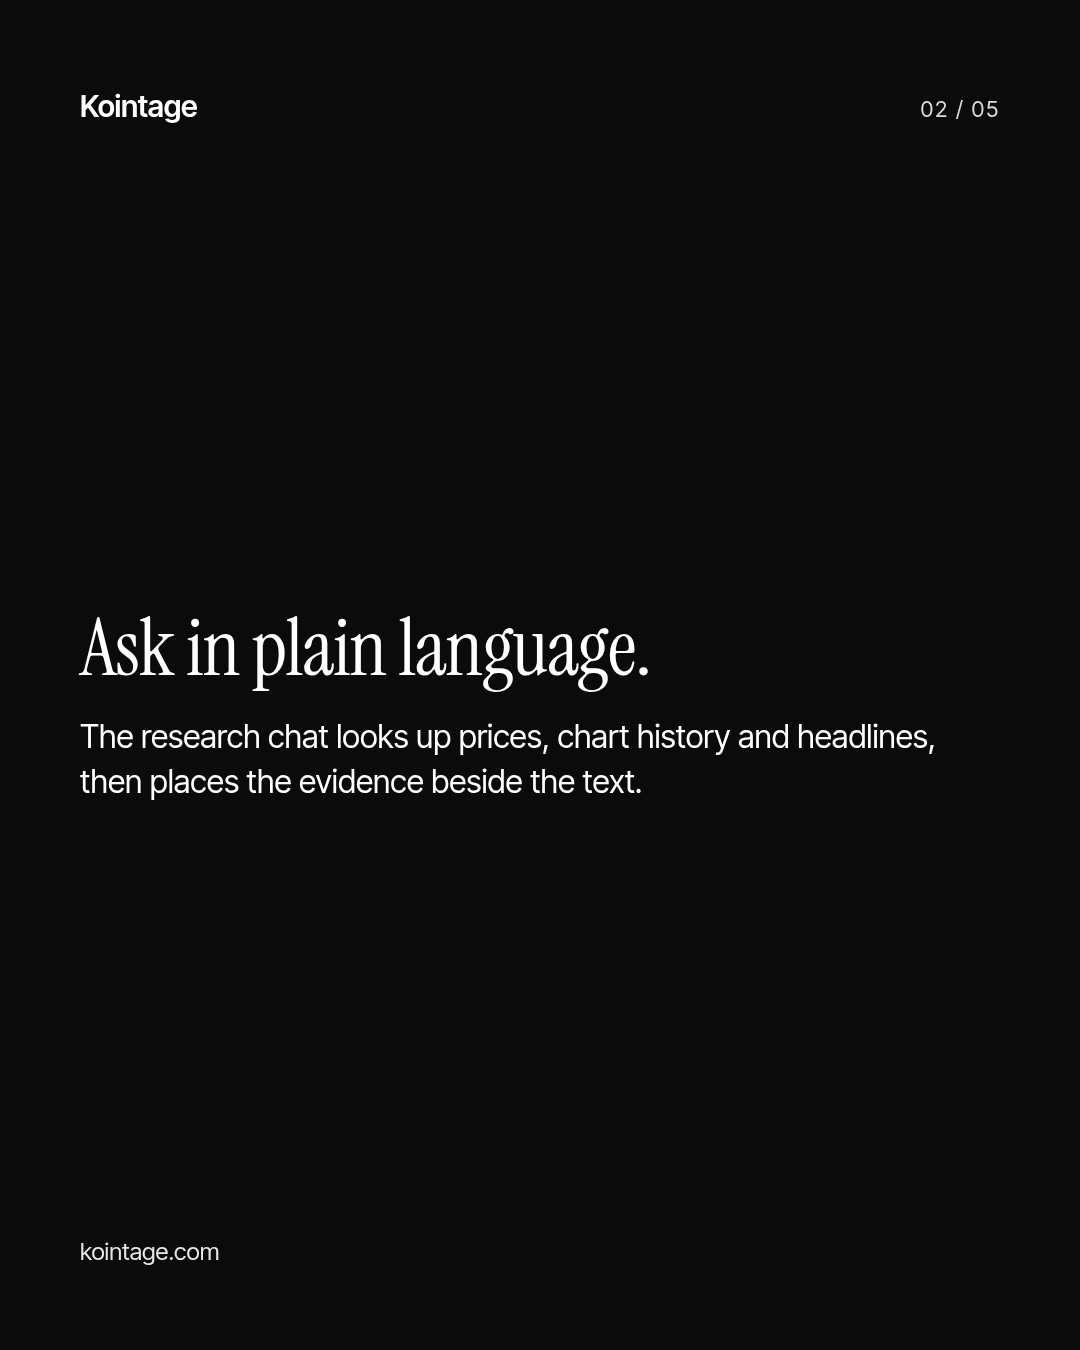 Kointage
02 / 05
Ask in plain language.
The research chat looks up prices, chart history and headlines,
then places the evidence beside the text.
kointage.com